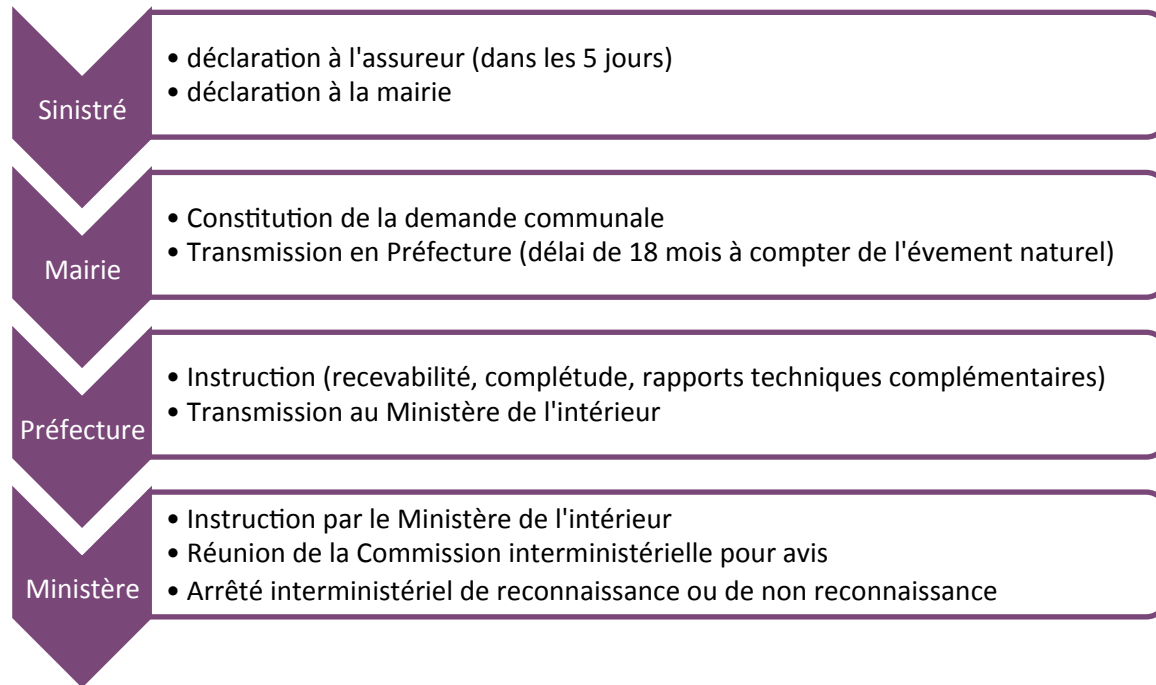 Sinistré
• déclaration à l'assureur (dans les 5 jours)
• déclaration à la mairie
Mairie
• Constitution de la demande communale
• Transmission en Préfecture (délai de 18 mois à compter de l'évement naturel)
Préfecture
• Instruction (recevabilité, complétude, rapports techniques complémentaires)
• Transmission au Ministère de l'intérieur
Ministère
• Instruction par le Ministère de l'intérieur
• Réunion de la Commission interministérielle pour avis
• Arrêté interministériel de reconnaissance ou de non reconnaissance